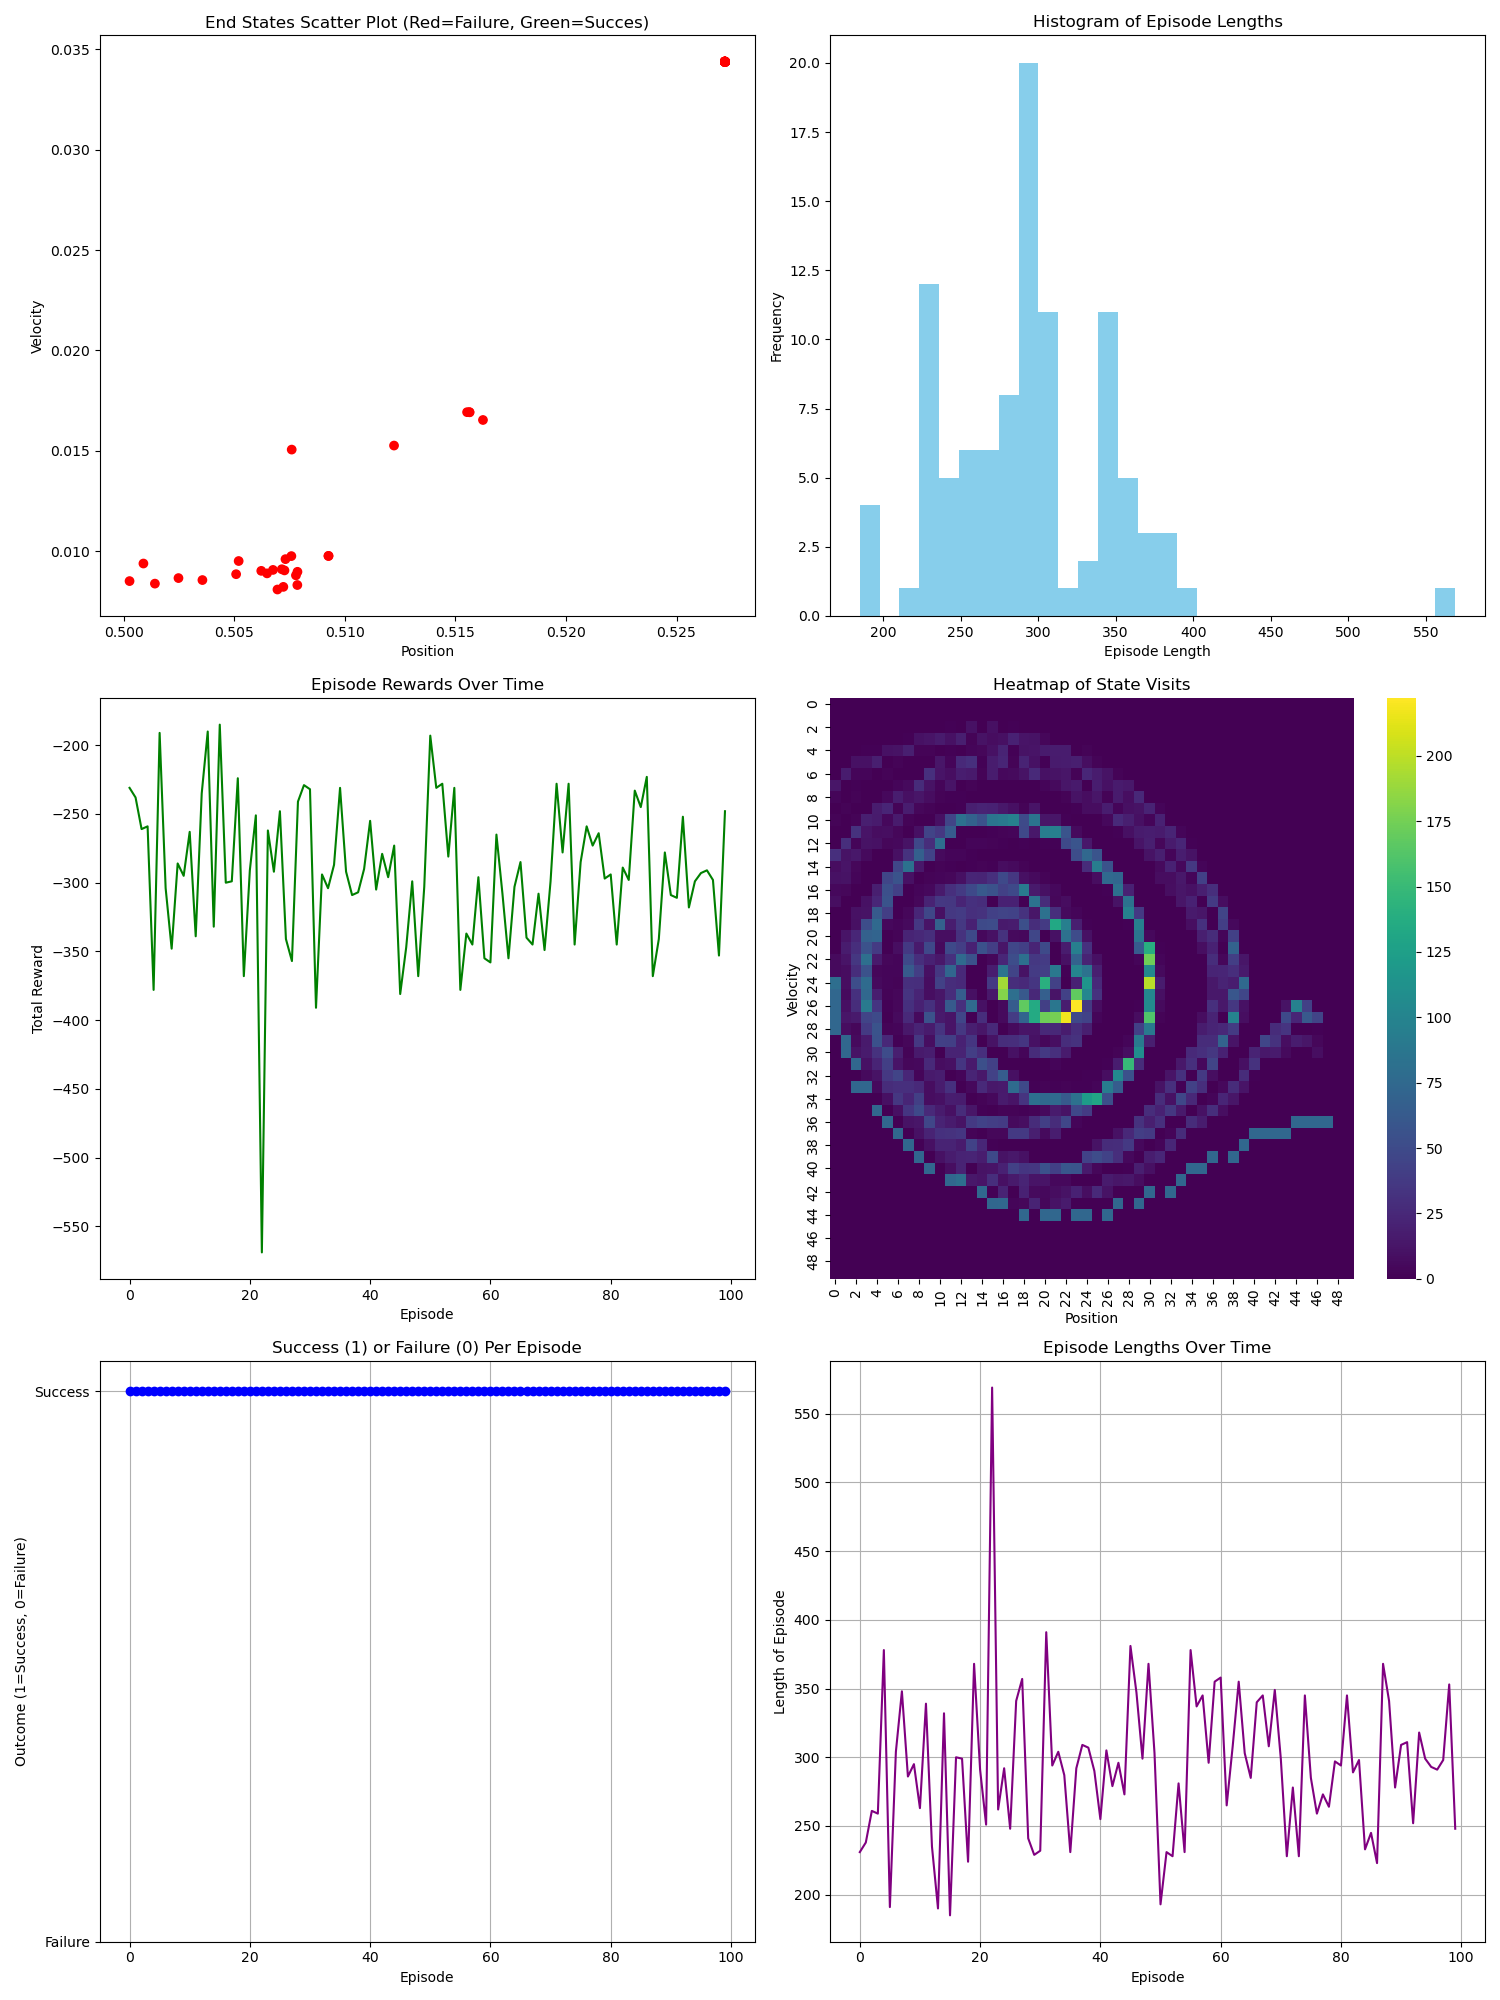 End States Scatter Plot (Red=Failure, Green=Succes)
0.035
0.030
0.025
0.020
0.015
0.010
Velocity
0.500 0.505 0.510 0.515 0.520 0.525
Position
Histogram of Episode Lengths
20.0
17.5
15.0
12.5
10.0
7.5
5.0
2.5
0.0
Frequency
200 250 300 350 400 450 500 550
Episode Length
Episode Rewards Over Time
−200
−250
−300
−350
−400
−450
−500
−550
Total Reward
0 20 40 60 80 100
Episode
Heatmap of State Visits
0 2 4 6 8 10 12 14 16 18 20 22 24 26 28 30 32 34 36 38 40 42 44 46 48
Velocity
0 2 4 6 8 10 12 14 16 18 20 22 24 26 28 30 32 34 36 38 40 42 44 46 48
Position
200
175
150
125
100
75
50
25
0
Success (1) or Failure (0) Per Episode
Success
Failure
Outcome (1=Success, 0=Failure)
0 20 40 60 80 100
Episode
Episode Lengths Over Time
550
500
450
400
350
300
250
200
Length of Episode
0 20 40 60 80 100
Episode